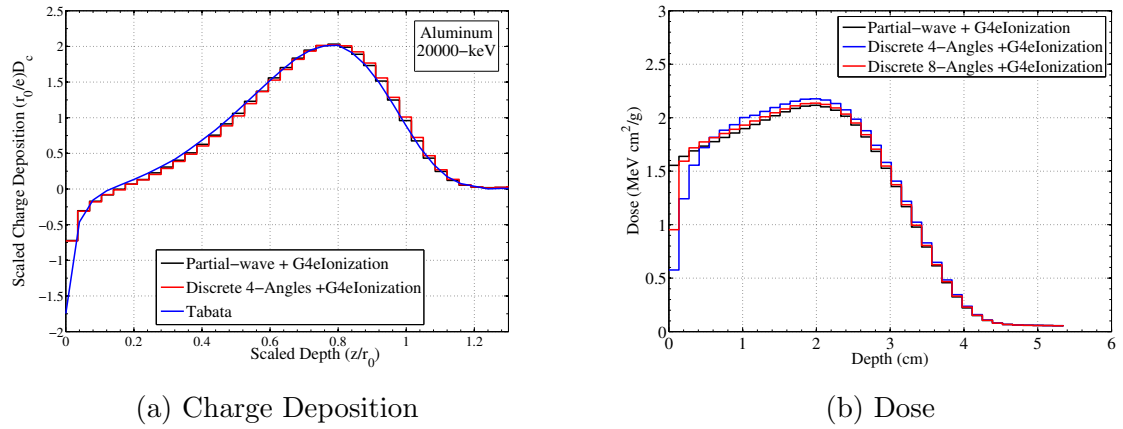 2.5
2
1.5
1
0.5
0
−0.5
−1
−1.5
−2
Scaled Charge Deposition (r0/e)Dc
Aluminum
20000−keV
Partial−wave + G4eIonization
Discrete 4−Angles +G4eIonization
Tabata
0 0.2 0.4 0.6 0.8 1 1.2
Scaled Depth (z/r0)
(a) Charge Deposition
3
2.5
2
1.5
1
0.5
0
Dose (MeV cm2/g)
Partial−wave + G4eIonization
Discrete 4−Angles +G4eIonization
Discrete 8−Angles +G4eIonization
0 1 2 3 4 5 6
Depth (cm)
(b) Dose